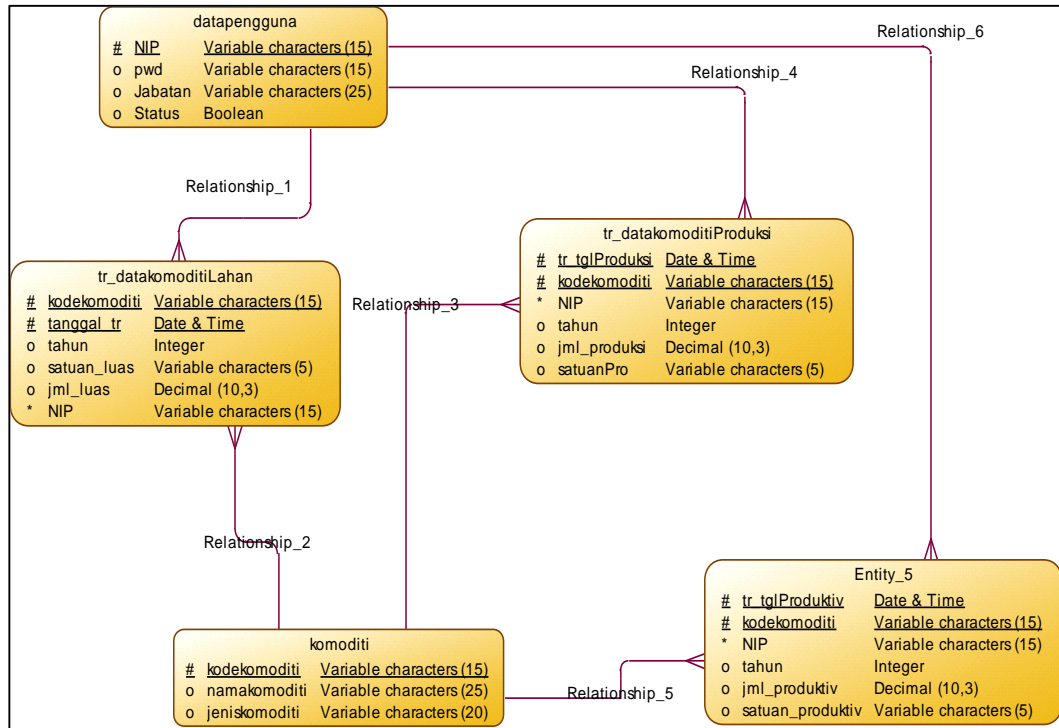 datapengguna
# NIP Variable characters (15)
o pwd Variable characters (15)
o Jabatan Variable characters (25)
o Status Boolean
Relationship_6
Relationship_4
Relationship_1
tr_datakomoditiProduksi
# tr_tglProduksi Date & Time
# kodekomoditi Variable characters (15)
* NIP Variable characters (15)
o tahun Integer
o jml_produksi Decimal (10,3)
o satuanPro Variable characters (5)
tr_datakomoditiLahan
# kodekomoditi Variable characters (15)
# tanggal_tr Date & Time
o tahun Integer
o satuan_luas Variable characters (5)
o jml_luas Decimal (10,3)
* NIP Variable characters (15)
Relationship_3
Relationship_2
Entity_5
# tr_tglProduktiv Date & Time
# kodekomoditi Variable characters (15)
* NIP Variable characters (15)
o tahun Integer
o jml_produktiv Decimal (10,3)
o satuan_produktiv Variable characters (5)
komoditi
# kodekomoditi Variable characters (15)
o namakomoditi Variable characters (25)
o jeniskomoditi Variable characters (20)
Relationship_5